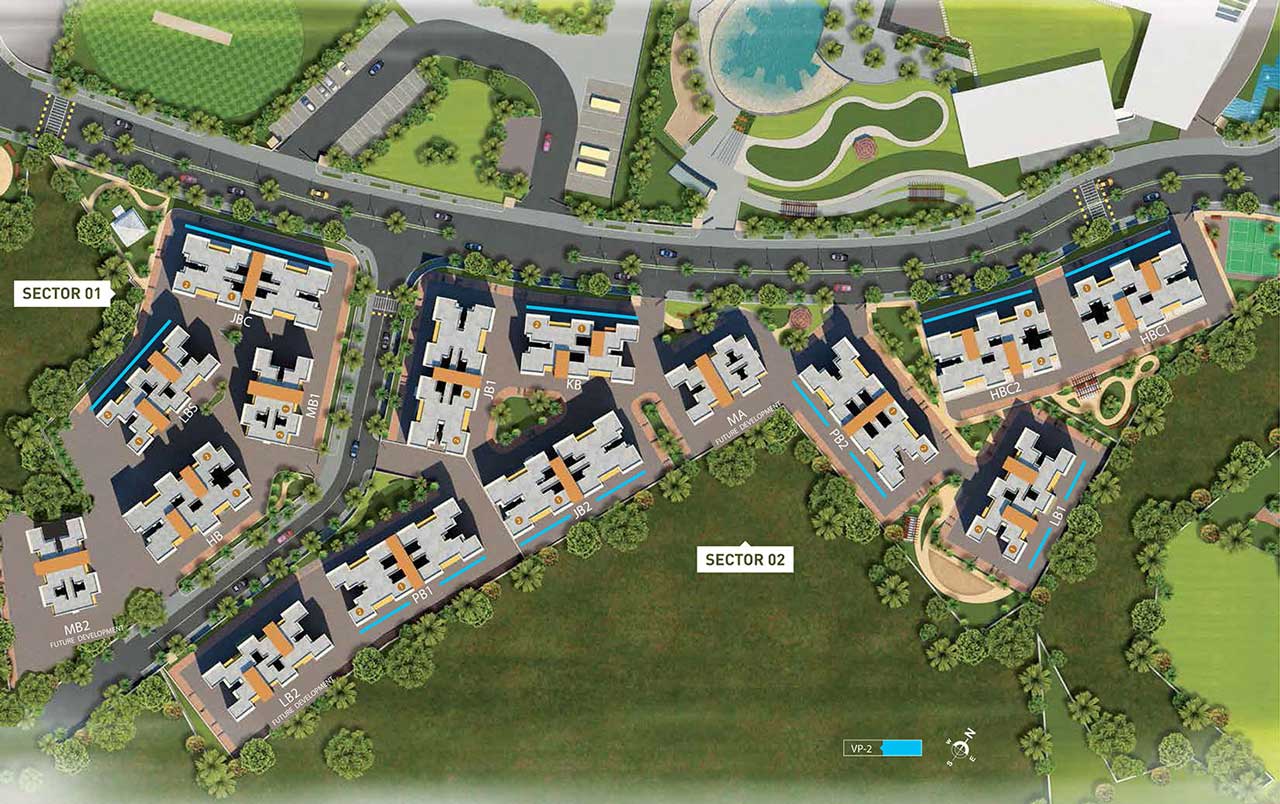 SECTOR 01
JBC
LB5
MB1
HB
MB2
FUTURE DEVELOPMENT
JB1
KB
JB2
PB1
LB2
FUTURE DEVELOPMENT
MA
FUTURE DEVELOPMENT
PB2
HBC2
HBC1
LB1
SECTOR 02
VP-2
N
W
S
E